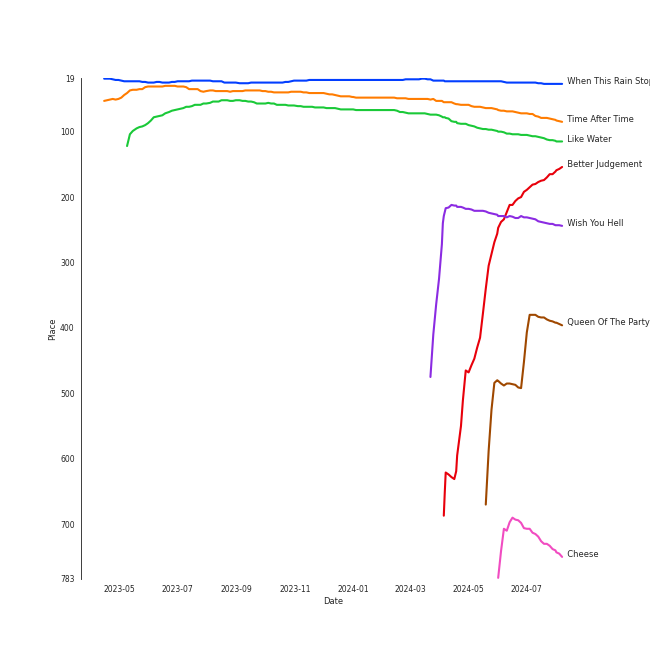 19
100
200
300
400
500
600
700
783
Place
2023-05
2023-07
2023-09
2023-11
2024-01
2024-03
2024-05
2024-07
Date
When This Rain Stop
Time After Time
Like Water
Better Judgement
Wish You Hell
Queen Of The Party
Cheese